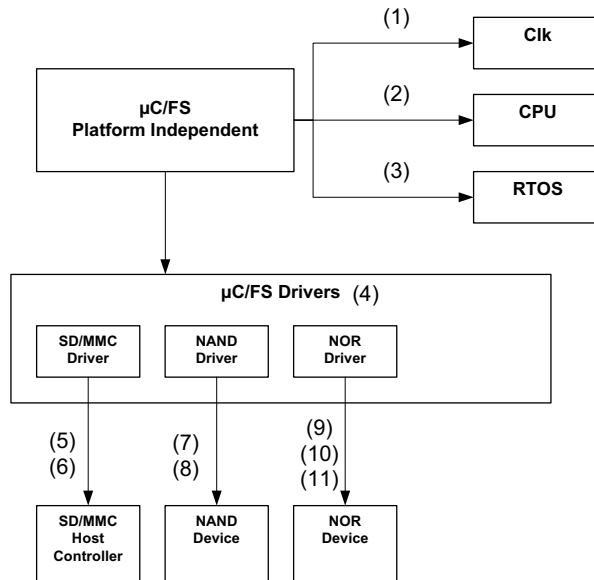 (1)
Clk
µC/FS
Platform Independent
(2)
CPU
(3)
RTOS
µC/FS Drivers (4)
SD/MMC
Driver
NAND
Driver
NOR
Driver
(5)
(6)
(7)
(8)
(9)
(10)
(11)
SD/MMC
Host
Controller
NAND
Device
NOR
Device